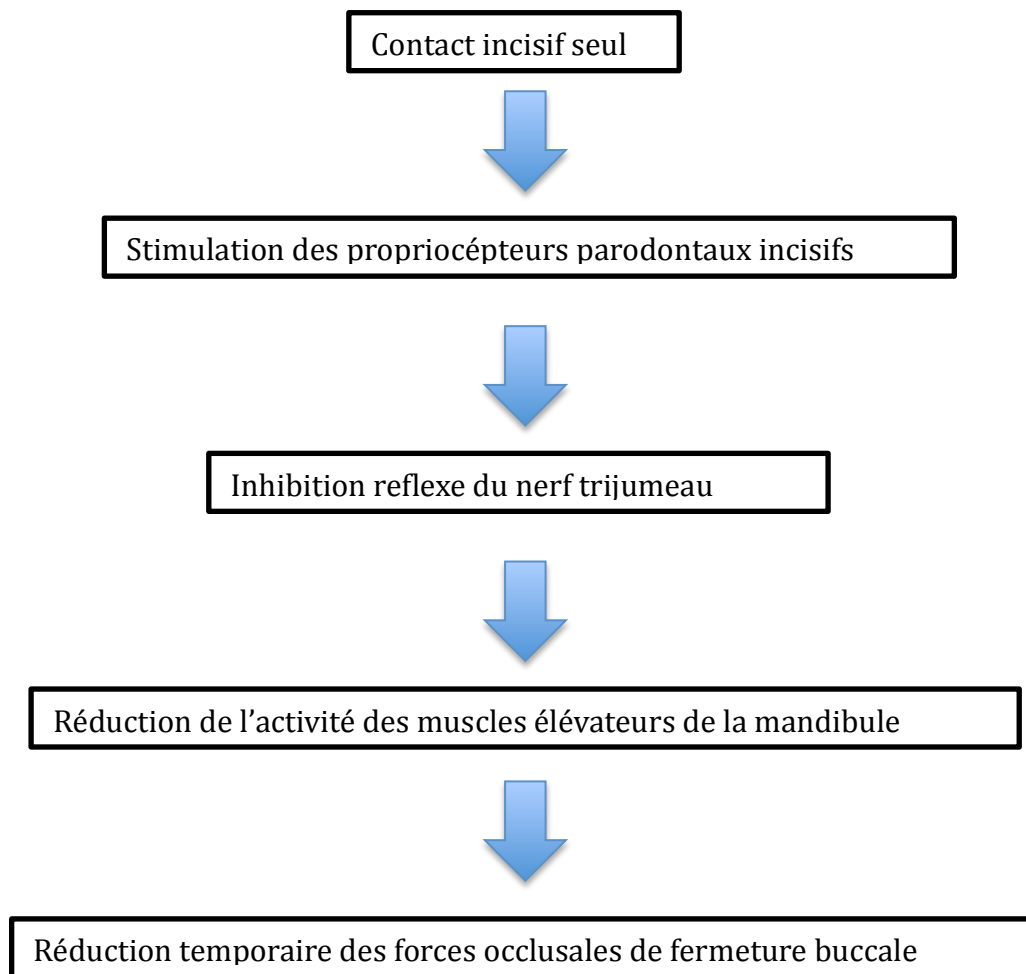 Contact incisif seul
Stimulation des propriocépteurs parodontaux incisifs
Inhibition reflexe du nerf trijumeau
Réduction de l’activité des muscles élévateurs de la mandibule
Réduction temporaire des forces occlusales de fermeture buccale